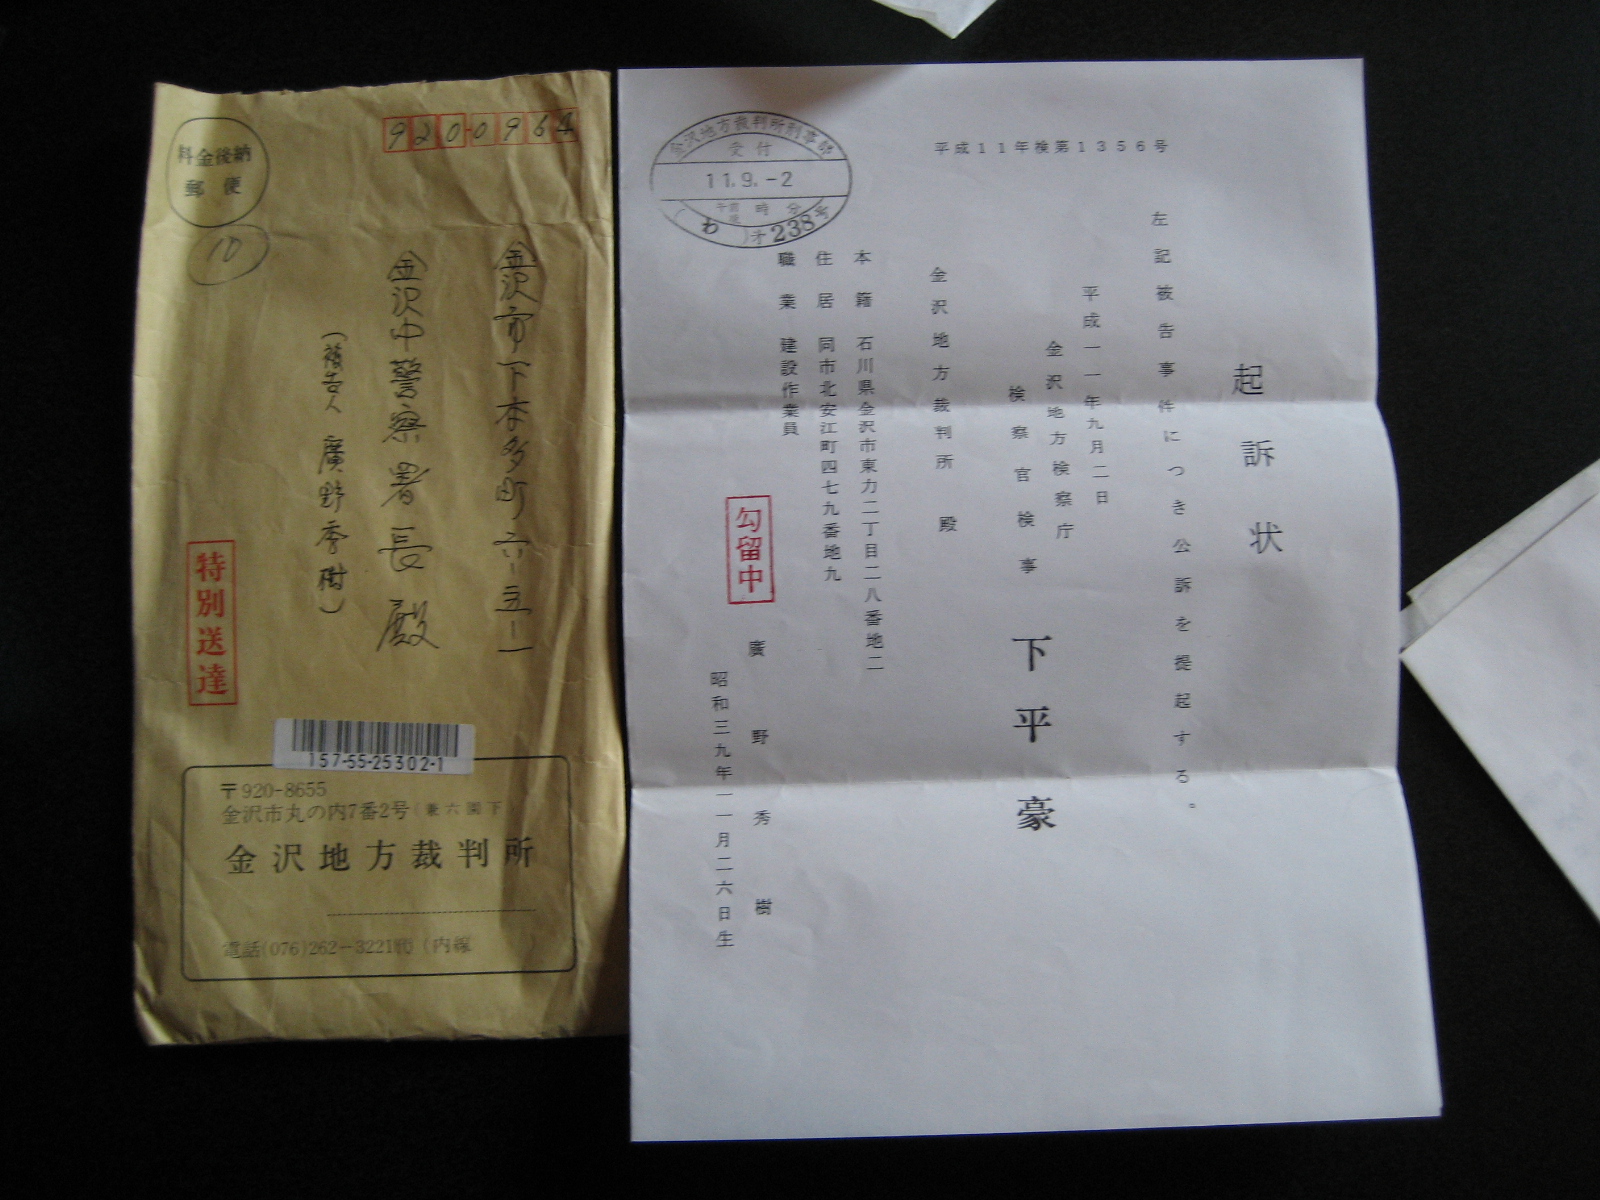 料金後納
郵便
10
920-0964
金沢市下本多町六-五-一
金沢中警察署長殿
(被告人 廣野秀樹)
特別送達
157-55-25302-1
〒920-8655
金沢市丸の内7番2号(兼六園下)
金沢地方裁判所
電話(076)262-3221㈹(内線
平成11年検第1356号
起訴状
左記被告事件につき公訴を提起する。
平成一一年九月二日
金沢地方検察庁
検察官検事 下平豪
金沢地方裁判所 殿
本籍 石川県金沢市東力二丁目二八番地二
住居 同市北安江町四七九番地九
職業 建設作業員
勾留中
廣野秀樹
昭和三九年一一月二六日生
金沢地方裁判所刑事部
受付
11.9.-2
午前後 時 分
(わ)才238号